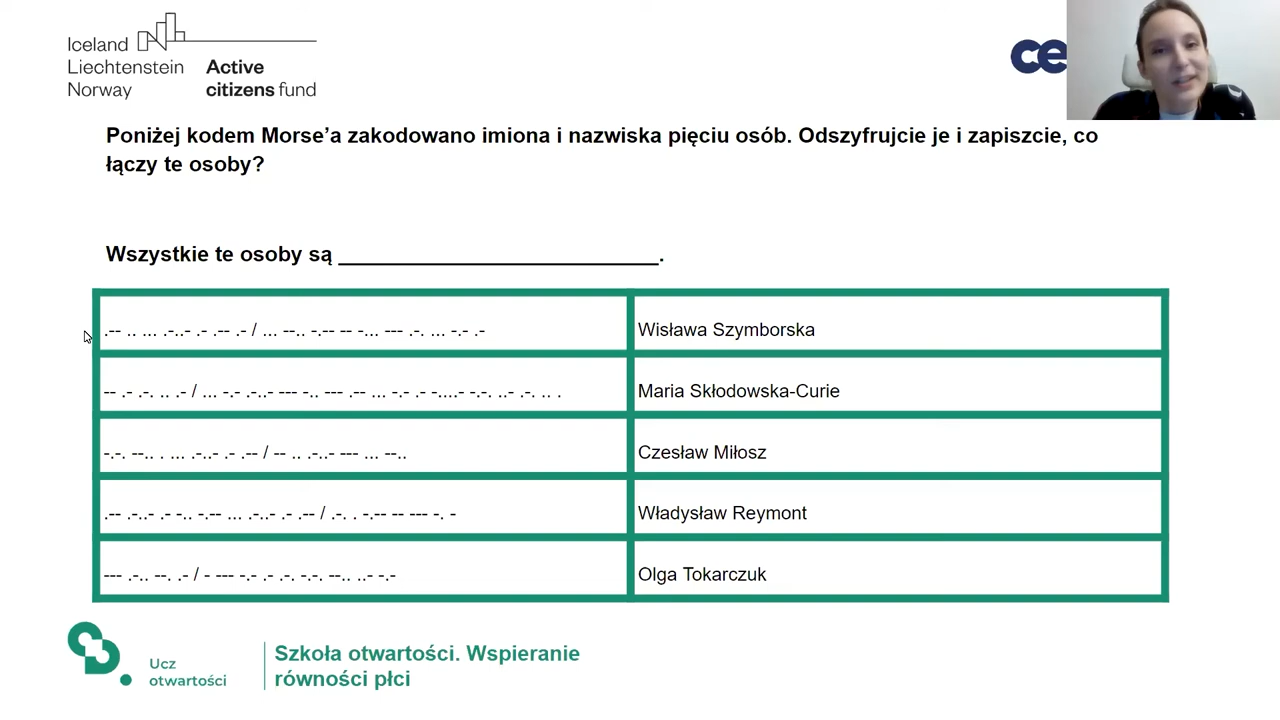 Iceland
Liechtenstein
Norway
Active
citizens fund
ce
Poniżej kodem Morse’a zakodowano imiona i nazwiska pięciu osób. Odszyfrujcie je i zapiszcie, co
łączy te osoby?
Wszystkie te osoby są _____________________________.
.-- .. ... .-..- .- .-- .- / ... --.. -.-- -- -... --- .-. ... -.- .-
Wisława Szymborska
-- .- .-. .. .- / ... -.- .-..- --- -.. --- .-- ... -.- .- -....- -.-. ..- .-. .. .
Maria Skłodowska-Curie
-.-. --.. . ... .-..- .- .-- / -- .. .-..- --- ... --..
Czesław Miłosz
.-- .-..- .- -.. -.-- ... .-..- .- .-- / .-. . -.-- -- --- -. -
Władysław Reymont
--- .-.. --. .- / - --- -.- .- .-. -.-. --.. ..- -.-
Olga Tokarczuk
Ucz
otwartości
Szkoła otwartości. Wspieranie
równości płci